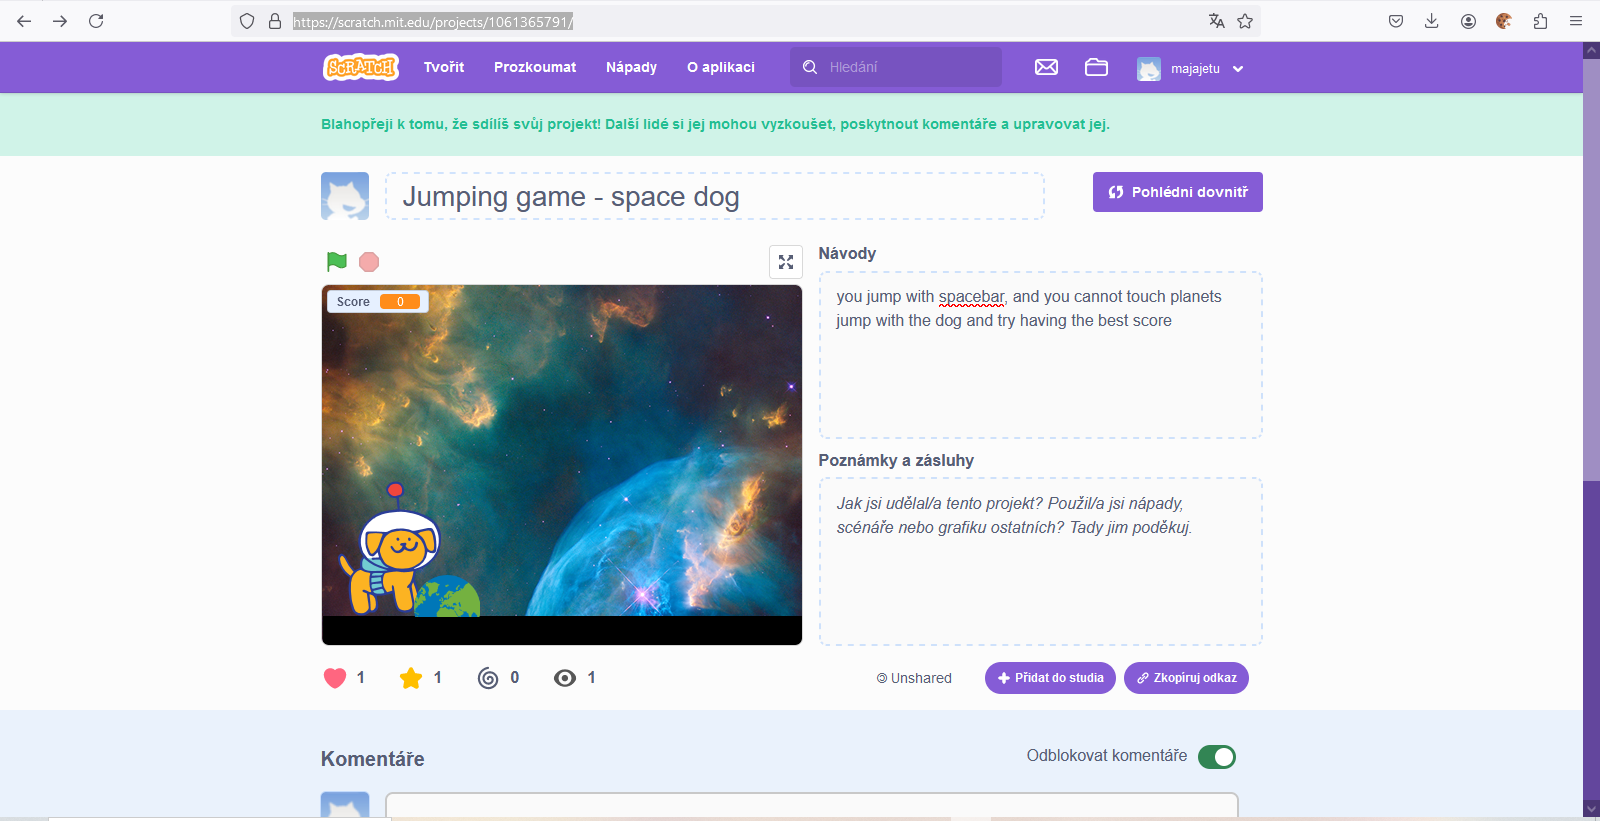 https://scratch.mit.edu/projects/1061365791/
SCRATCH
Tvořit
Prozkoumat
Nápady
O aplikaci
Hledání
majajetu
Blahopřeji k tomu, že sdílíš svůj projekt! Další lidé si jej mohou vyzkoušet, poskytnout komentáře a upravovat jej.
Jumping game - space dog
Pohlédni dovnitř
Score 0
Návody
you jump with spacebar, and you cannot touch planets
jump with the dog and try having the best score
Poznámky a zásluhy
Jak jsi udělal/a tento projekt? Použil/a jsi nápady,
scénáře nebo grafiku ostatních? Tady jim poděkuj.
1
1
0
1
© Unshared
Přidat do studia
Zkopíruj odkaz
Komentáře
Odblokovat komentáře